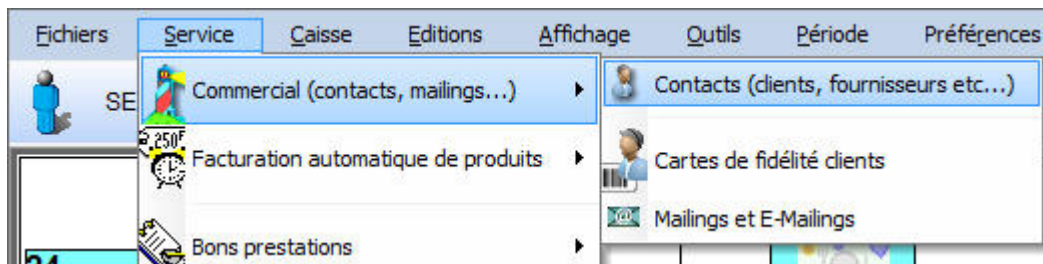 Fichiers Service Caisse Editions Affichage Outils Période Préférences
SE
Commercial (contacts, mailings...)
Contacts (clients, fournisseurs etc...)
250F
Facturation automatique de produits
Cartes de fidélité clients
Mailings et E-Mailings
Bons prestations
24